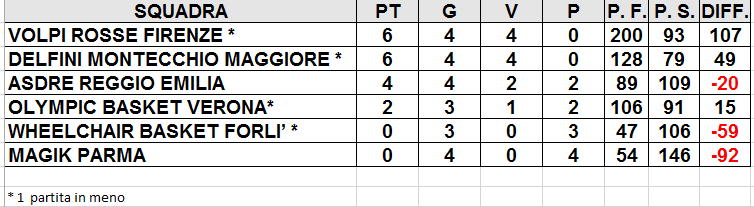 SQUADRA PT G V P P. F. P. S. DIFF.
VOLPI ROSSE FIRENZE * 6 4 4 0 200 93 107
DELFINI MONTECCHIO MAGGIORE * 6 4 4 0 128 79 49
ASDRE REGGIO EMILIA 4 4 2 2 89 109 -20
OLYMPIC BASKET VERONA* 2 3 1 2 106 91 15
WHEELCHAIR BASKET FORLI’ * 0 3 0 3 47 106 -59
MAGIK PARMA 0 4 0 4 54 146 -92
* 1 partita in meno